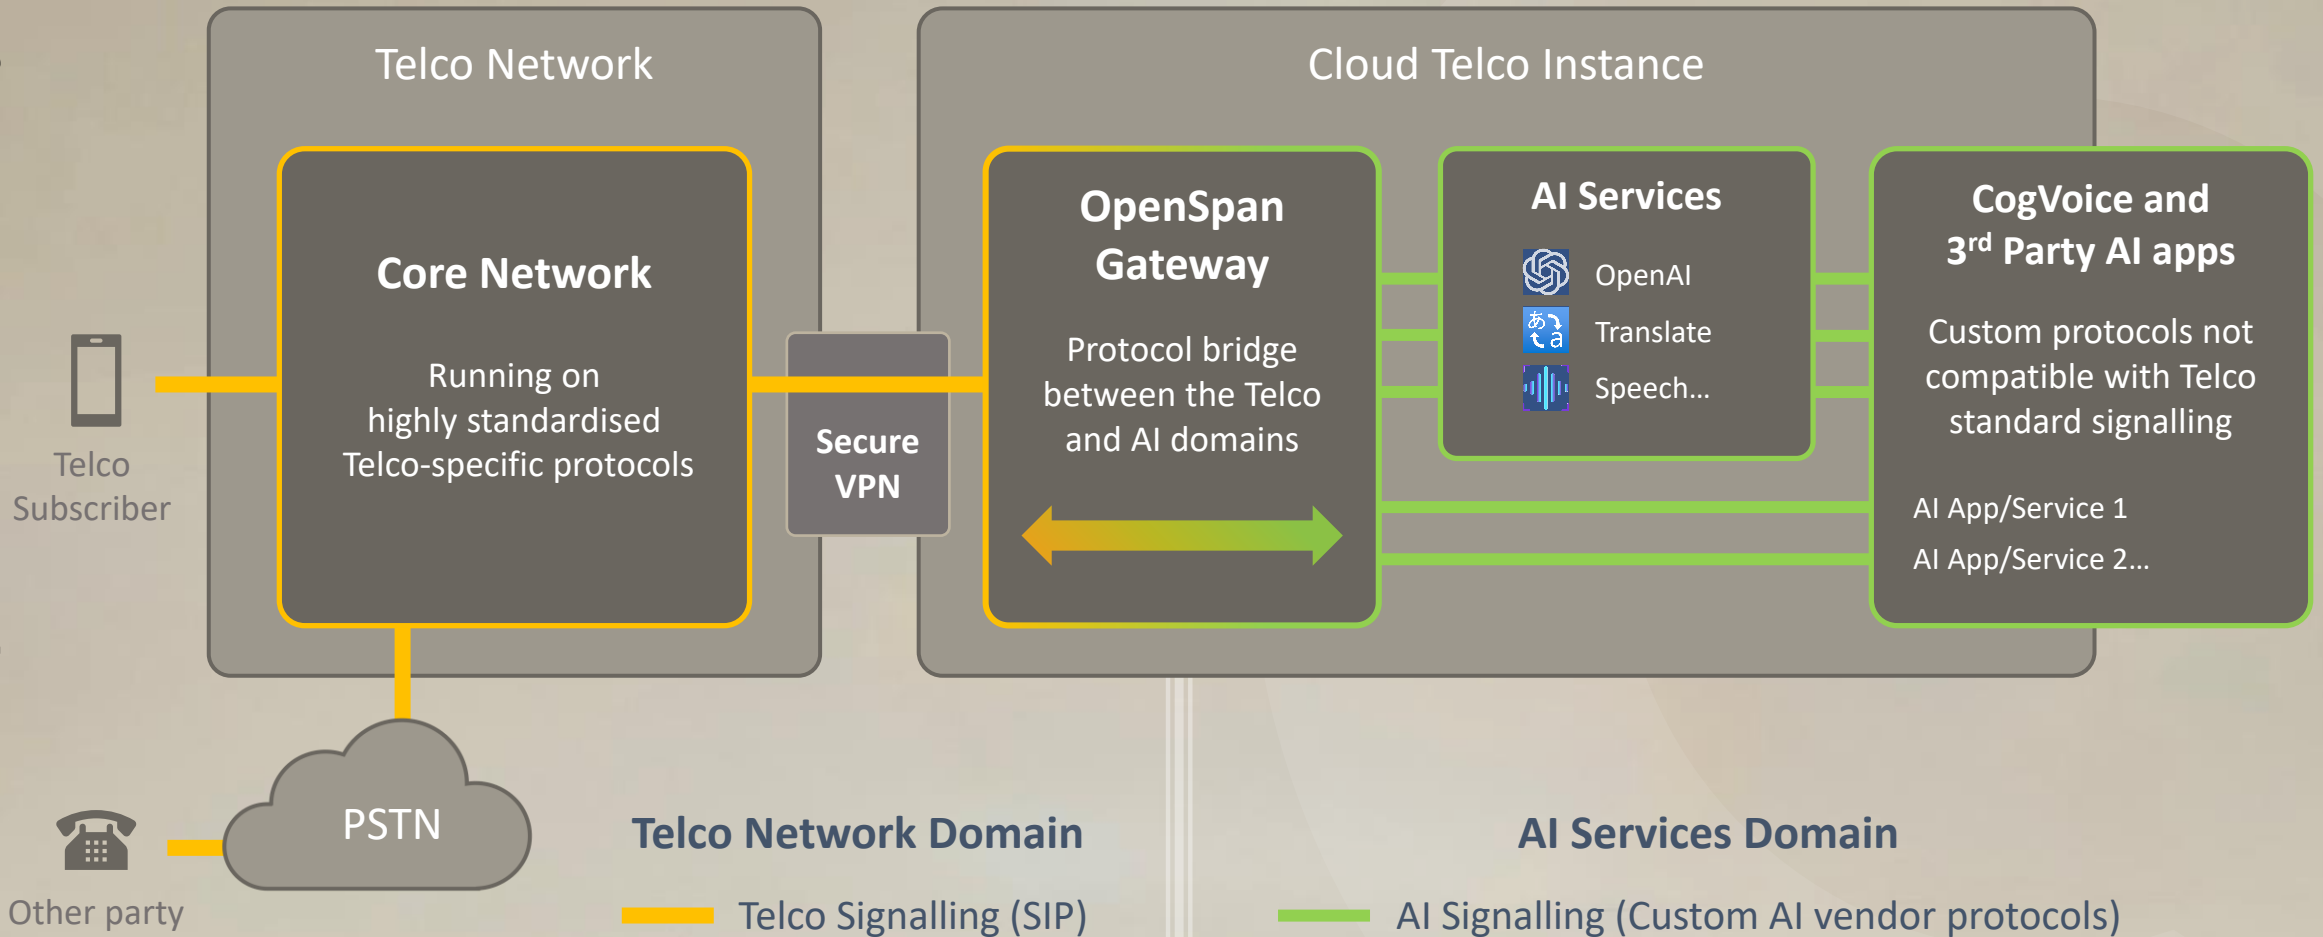 Telco Network
Cloud Telco Instance
Core Network
Running on
highly standardised
Telco-specific protocols
Telco
Subscriber
Secure
VPN
OpenSpan
Gateway
Protocol bridge
between the Telco
and AI domains
AI Services
OpenAI
あ
a
Translate
Speech...
CogVoice and
3rd Party AI apps
Custom protocols not
compatible with Telco
standard signalling
AI App/Service 1
AI App/Service 2...
PSTN
Other party
Telco Network Domain
Telco Signalling (SIP)
AI Services Domain
AI Signalling (Custom AI vendor protocols)